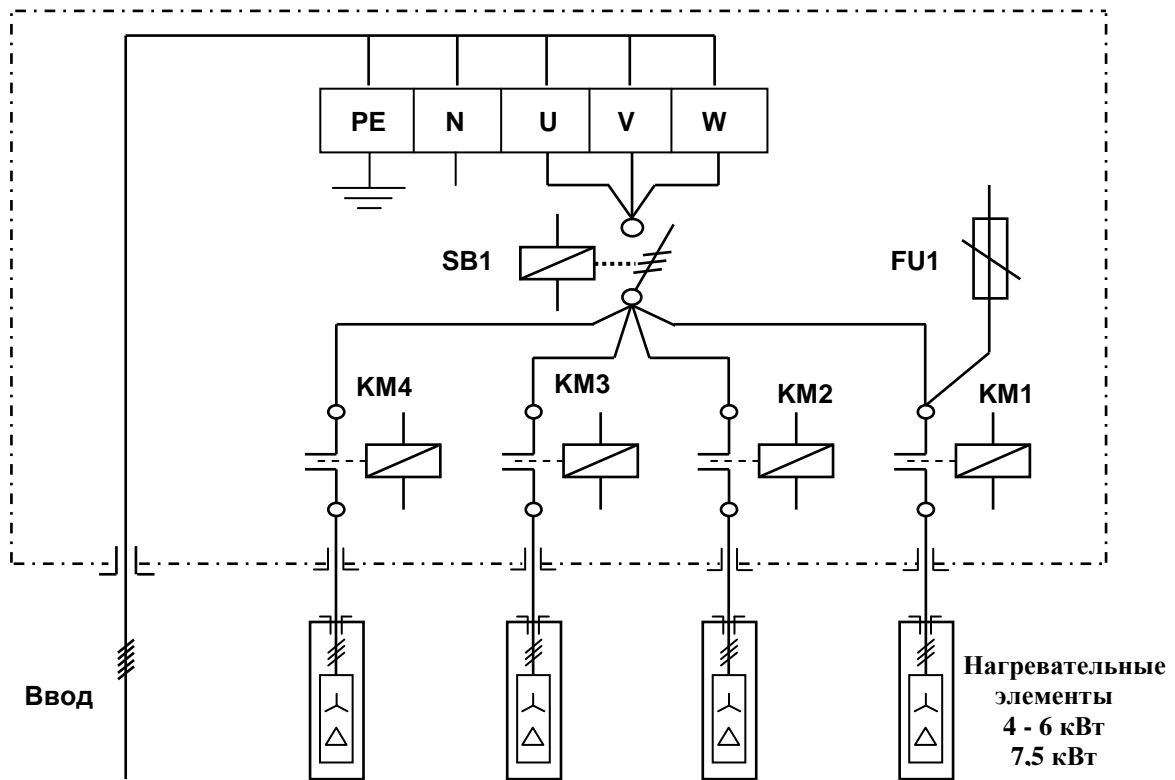 PE N U V W
SB1
FU1
KM4 KM3 KM2 KM1
Ввод
Нагревательные
элементы
4 - 6 кВт
7,5 кВт